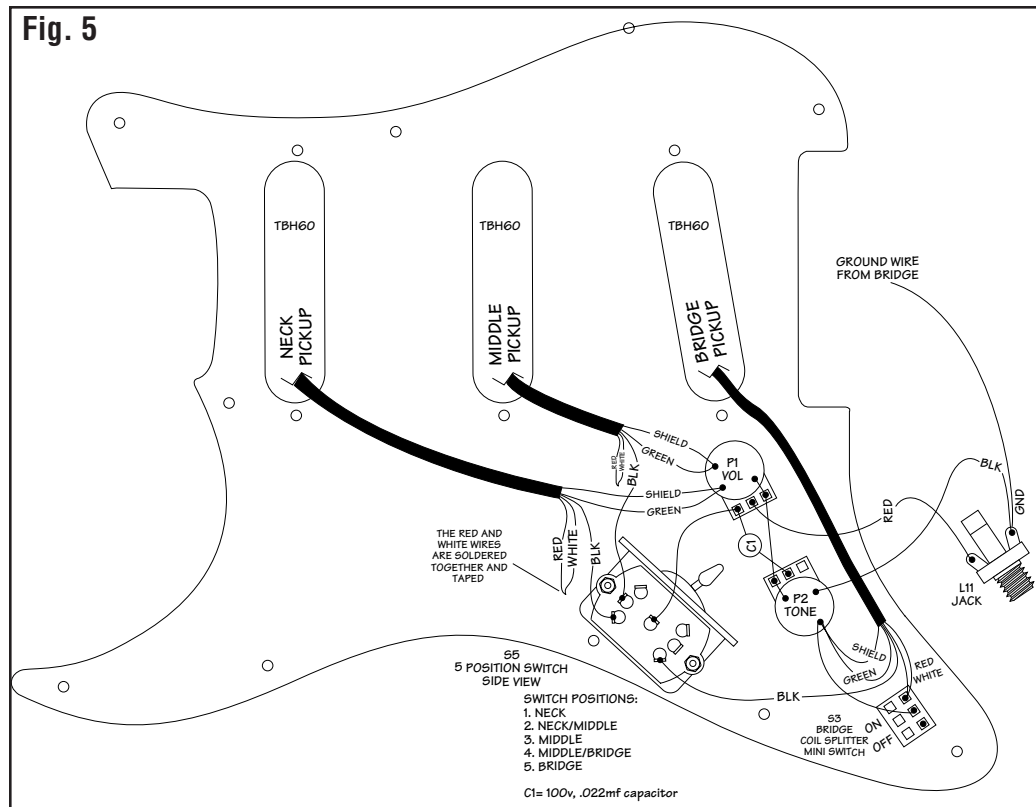 Fig. 5
TBH60
TBH60
TBH60
NECK
PICKUP
MIDDLE
PICKUP
BRIDGE
PICKUP
GROUND WIRE
FROM BRIDGE
SHIELD
GREEN
RED
WHITE
BLK
P1
VOL
SHIELD
GREEN
RED
WHITE
BLK
THE RED AND
WHITE WIRES
ARE SOLDERED
TOGETHER AND
TAPED
C1
P2
TONE
RED
BLK
GND
L11
JACK
SHIELD
GREEN
RED
WHITE
BLK
S5
5 POSITION SWITCH
SIDE VIEW
SWITCH POSITIONS:
1. NECK
2. NECK/MIDDLE
3. MIDDLE
4. MIDDLE/BRIDGE
5. BRIDGE
C1= 100v, .022mf capacitor
S3
BRIDGE
COIL SPLITTER
MINI SWITCH
ON
OFF